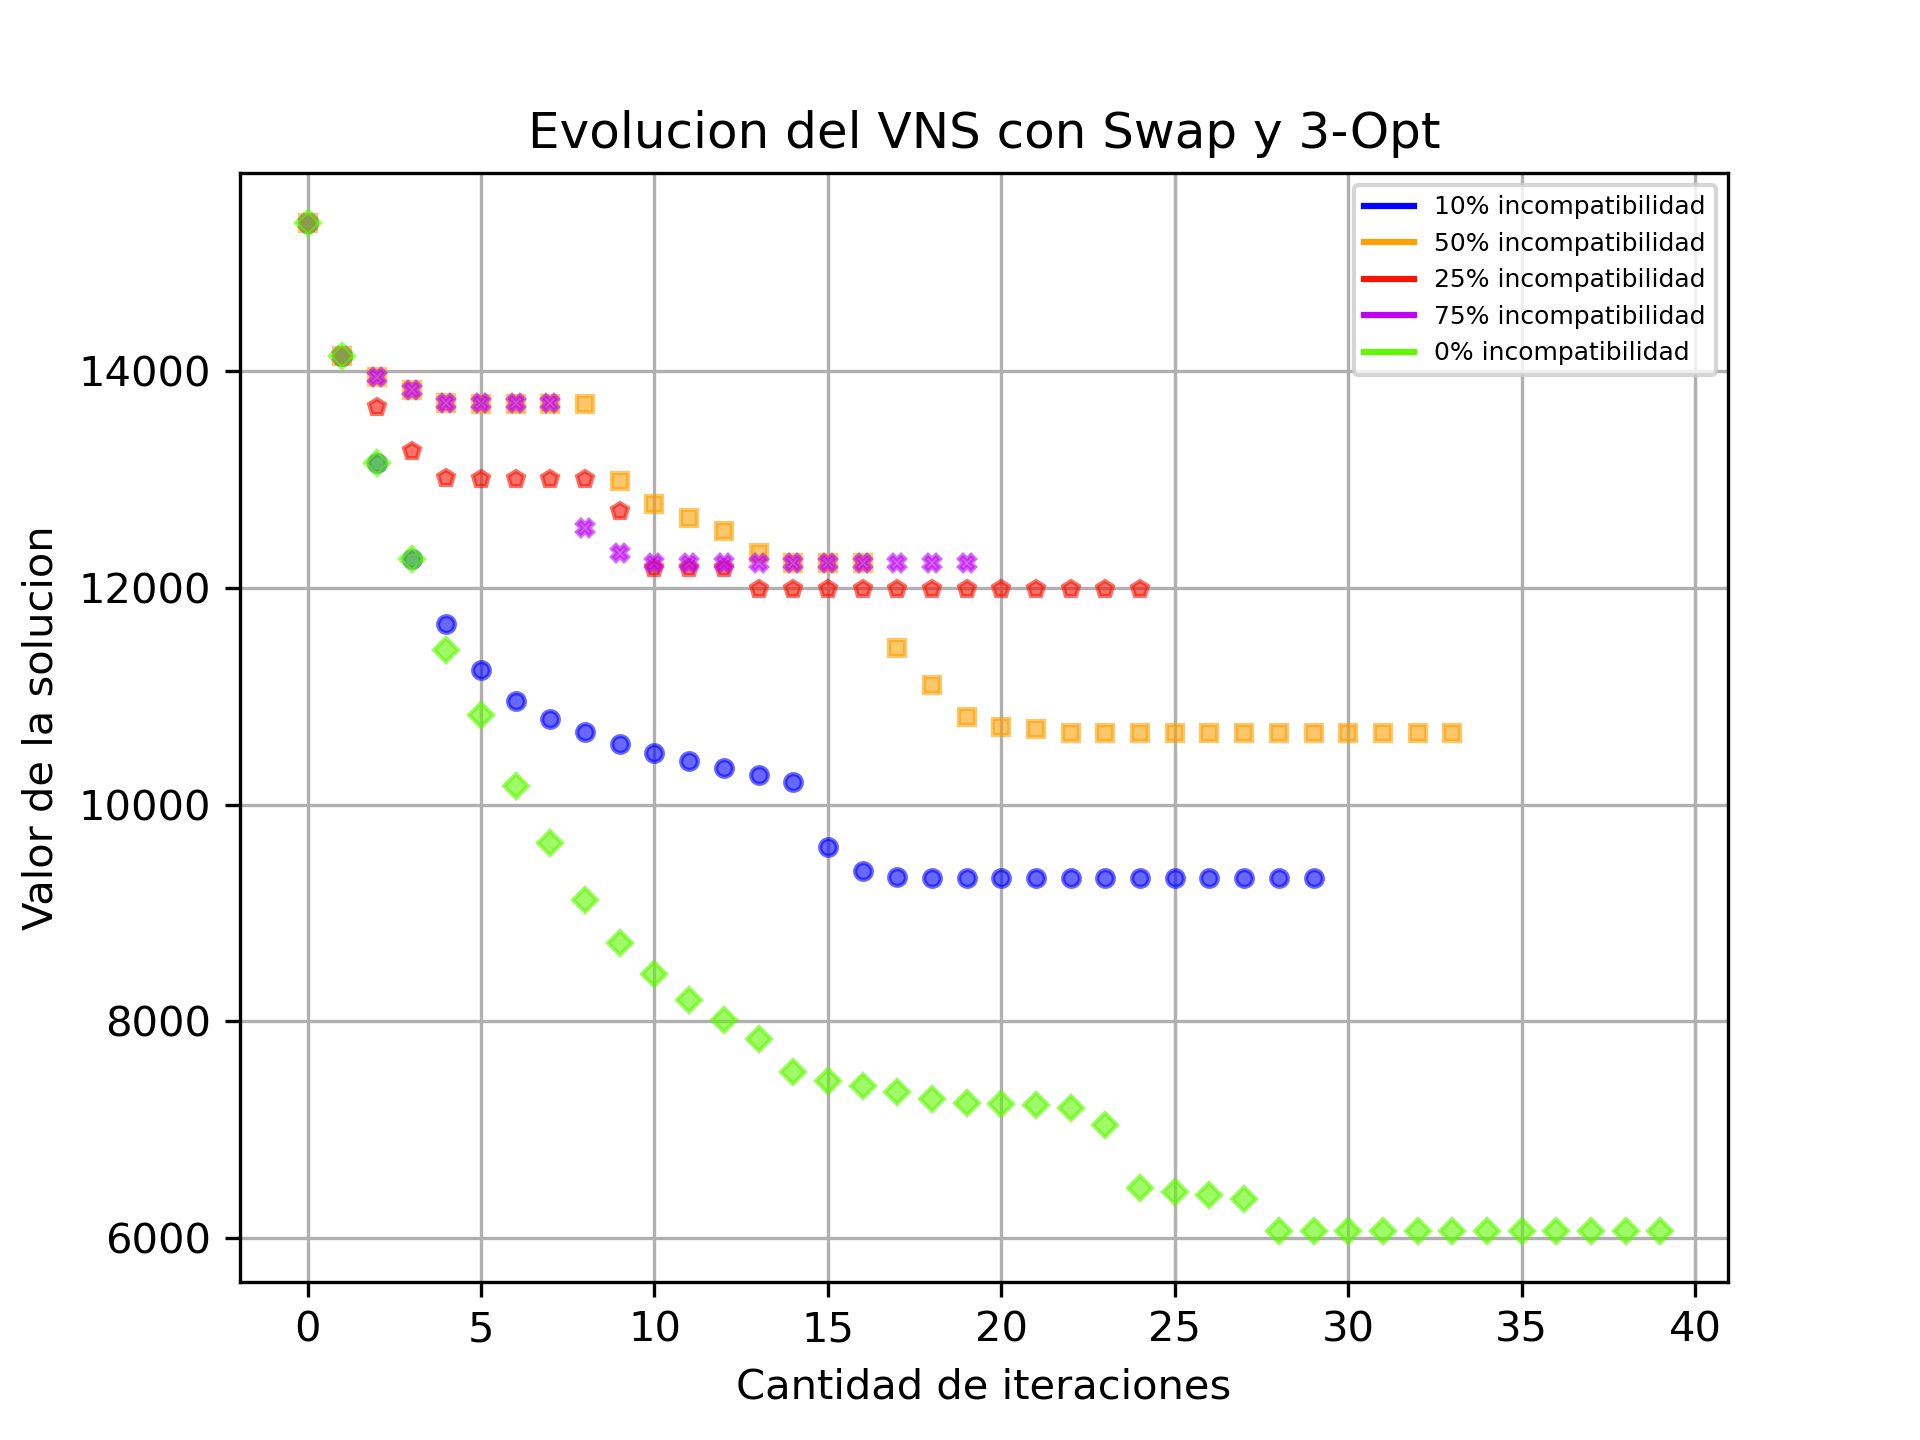 Evolucion del VNS con Swap y 3-Opt
10% incompatibilidad
50% incompatibilidad
25% incompatibilidad
75% incompatibilidad
0% incompatibilidad
Valor de la solucion
14000
12000
10000
8000
6000
0 5 10 15 20 25 30 35 40
Cantidad de iteraciones